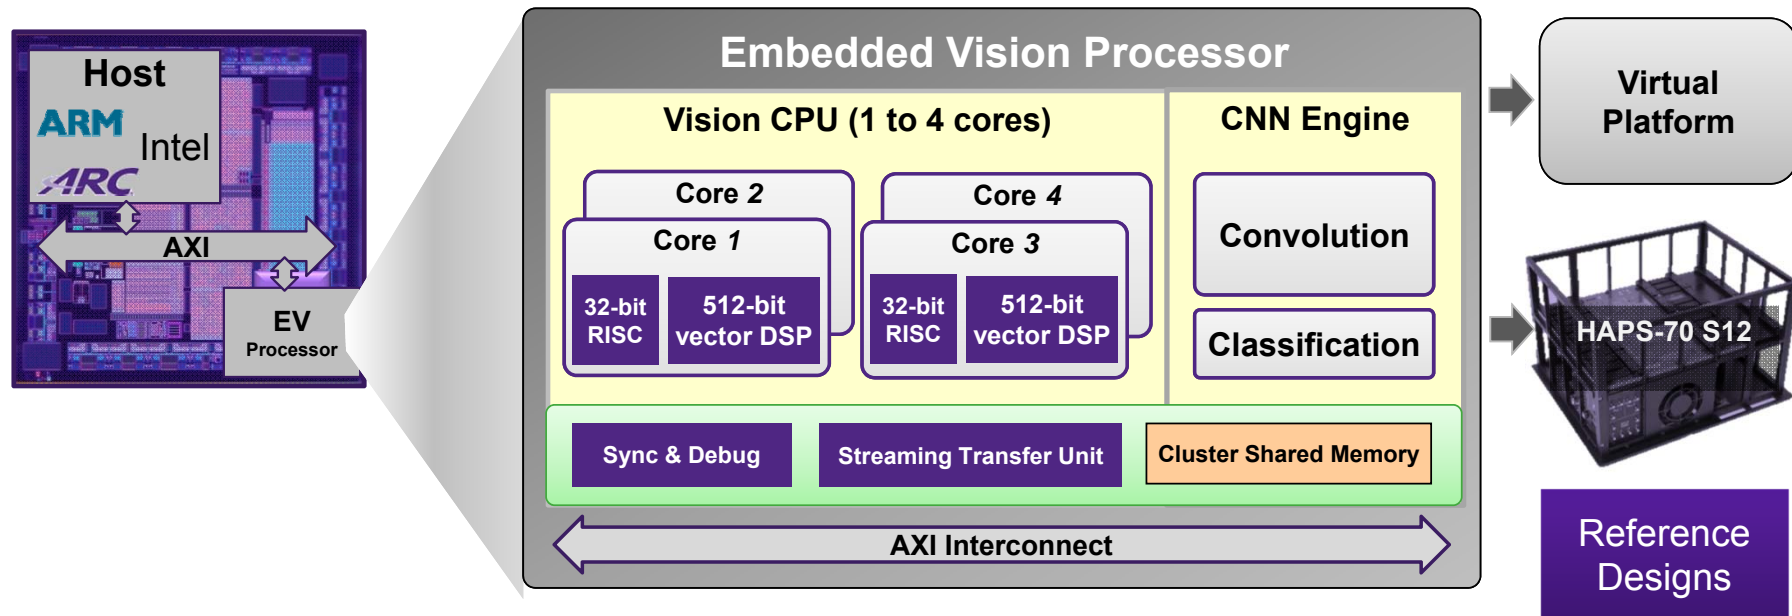 Host
ARM
Intel
ARC
AXI
EV
Processor
Embedded Vision Processor
Vision CPU (1 to 4 cores)
CNN Engine
Core 2
Core 1
32-bit
RISC
512-bit
vector DSP
Core 4
Core 3
32-bit
RISC
512-bit
vector DSP
Convolution
Classification
Sync & Debug
Streaming Transfer Unit
Cluster Shared Memory
AXI Interconnect
Virtual
Platform
HAPS-70 S12
Reference
Designs